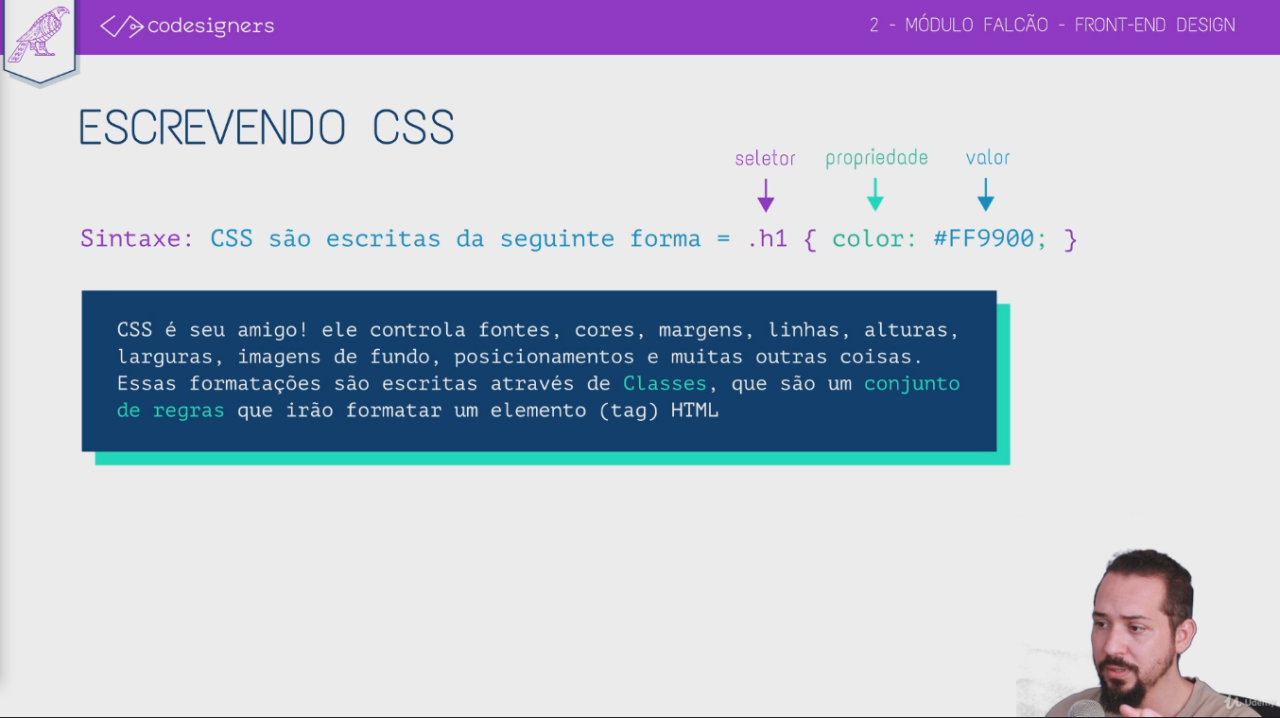 codesigners
2 - MÓDULO FALCÃO - FRONT-END DESIGN
ESCREVENDO CSS
seletor propriedade valor
Sintaxe: CSS são escritas da seguinte forma = .h1 { color: #FF9900; }
CSS é seu amigo! ele controla fontes, cores, margens, linhas, alturas,
larguras, imagens de fundo, posicionamentos e muitas outras coisas.
Essas formatações são escritas através de Classes, que são um conjunto
de regras que irão formatar um elemento (tag) HTML
Udemy